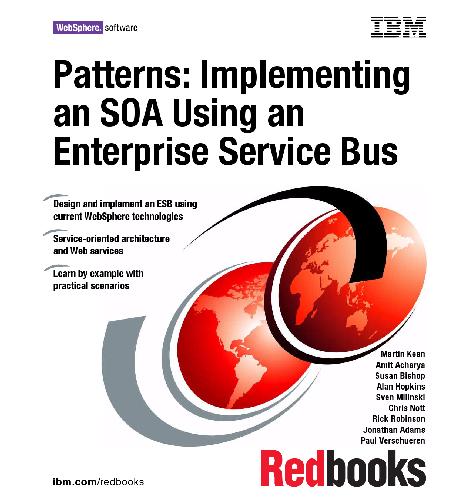 WebSphere. software
IBM
Patterns: Implementing
an SOA Using an
Enterprise Service Bus
Design and implement an ESB using
current WebSphere technologies
Service-oriented architecture
and Web services
Learn by example with
practical scenarios
Martin Keen
Amit Acharya
Susan Bishop
Alan Hopkins
Sven Milinski
Chris Nott
Rick Robinson
Jonathan Adams
Paul Verschueren
ibm.com/redbooks
Redbooks